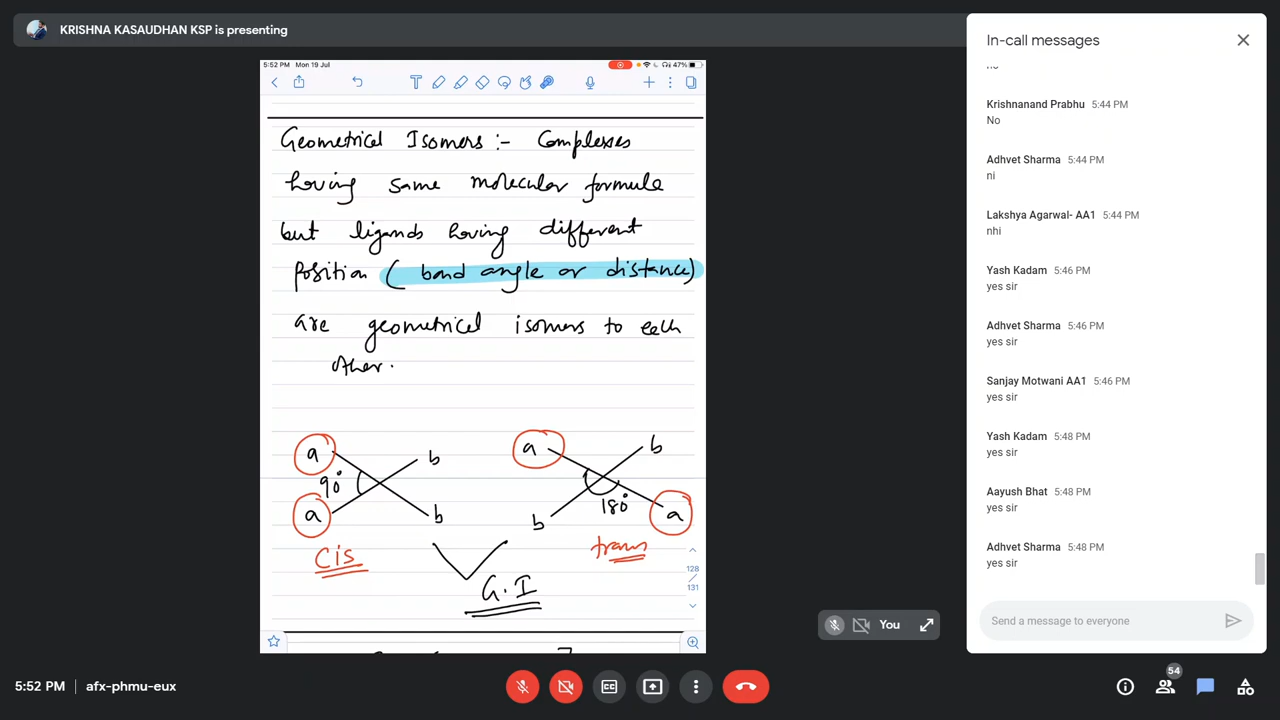 KRISHNA KASAUDHAN KSP is presenting
5:52 PM Mon 19 Jul
47%
T
Geometrical Isomers :- Complexes
having same molecular formula
but ligands having different
position ( bond angle or distance)
are geometrical isomers to each
other.
a b a b
90°
a b b 180° a
cis trans
G.I
128
/
131
In-call messages
no
Krishnanand Prabhu 5:44 PM
No
Adhvet Sharma 5:44 PM
ni
Lakshya Agarwal- AA1 5:44 PM
nhi
Yash Kadam 5:46 PM
yes sir
Adhvet Sharma 5:46 PM
yes sir
Sanjay Motwani AA1 5:46 PM
yes sir
Yash Kadam 5:48 PM
yes sir
Aayush Bhat 5:48 PM
yes sir
Adhvet Sharma 5:48 PM
yes sir
Send a message to everyone
You
5:52 PM | afx-phmu-eux
54